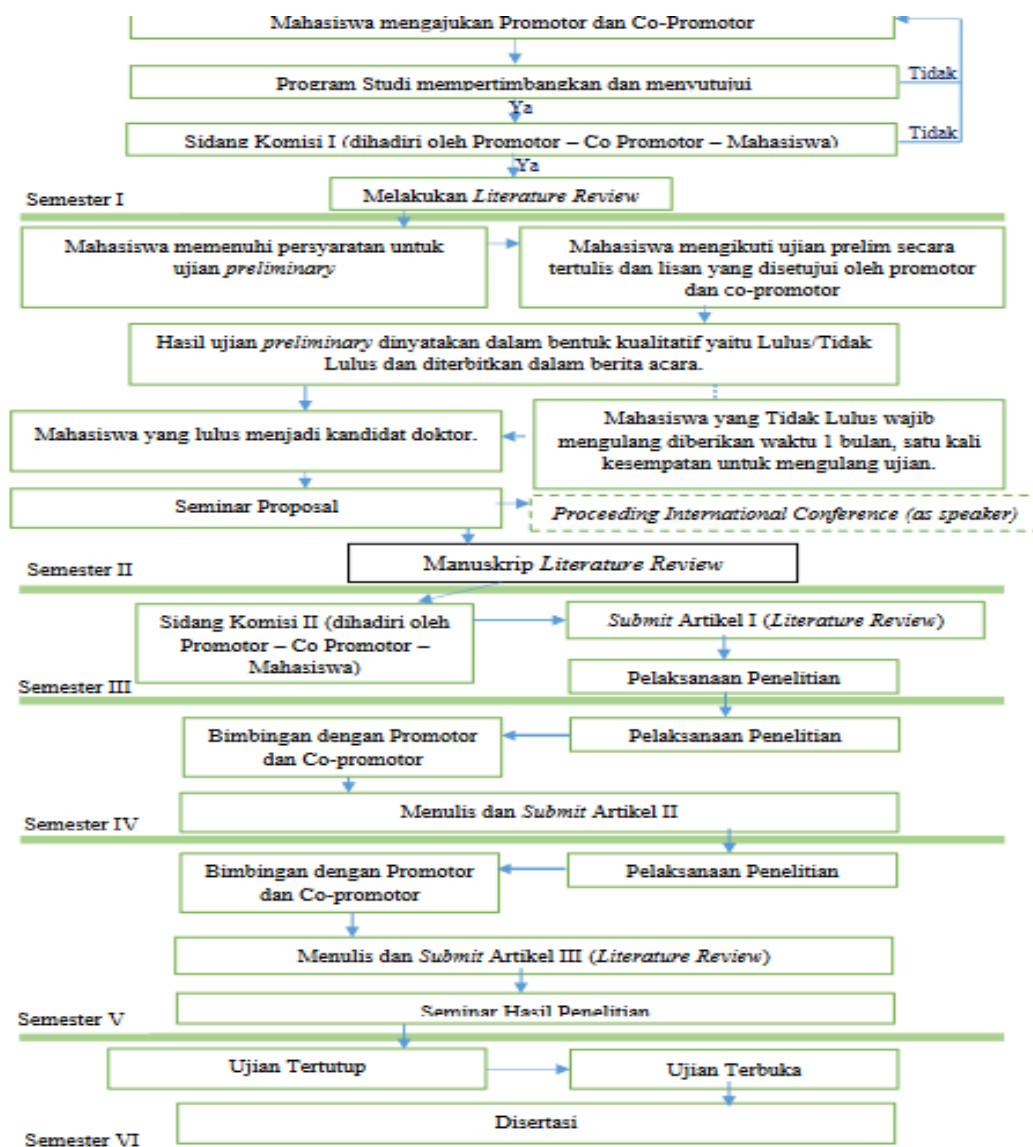 Mahasiswa mengajukan Promotor dan Co-Promotor
Program Studi mempertimbangkan dan menyutujui
Tidak
Ya
Sidang Komisi I (dihadiri oleh Promotor – Co Promotor – Mahasiswa)
Tidak
Ya
Melakukan Literature Review
Semester I
Mahasiswa memenuhi persyaratan untuk
ujian preliminary
Mahasiswa mengikuti ujian prelim secara
tertulis dan lisan yang disetujui oleh promotor
dan co-promotor
Hasil ujian preliminary dinyatakan dalam bentuk kualitatif yaitu Lulus/Tidak
Lulus dan diterbitkan dalam berita acara.
Mahasiswa yang lulus menjadi kandidat doktor.
Mahasiswa yang Tidak Lulus wajib
mengulang diberikan waktu 1 bulan, satu kali
kesempatan untuk mengulang ujian.
Seminar Proposal
Proceeding International Conference (as speaker)
Manuskrip Literature Review
Semester II
Sidang Komisi II (dihadiri oleh
Promotor – Co Promotor –
Mahasiswa)
Submit Artikel I (Literature Review)
Pelaksanaan Penelitian
Semester III
Bimbingan dengan Promotor
dan Co-promotor
Pelaksanaan Penelitian
Menulis dan Submit Artikel II
Semester IV
Bimbingan dengan Promotor
dan Co-promotor
Pelaksanaan Penelitian
Menulis dan Submit Artikel III (Literature Review)
Seminar Hasil Penelitian
Semester V
Ujian Tertutup
Ujian Terbuka
Disertasi
Semester VI